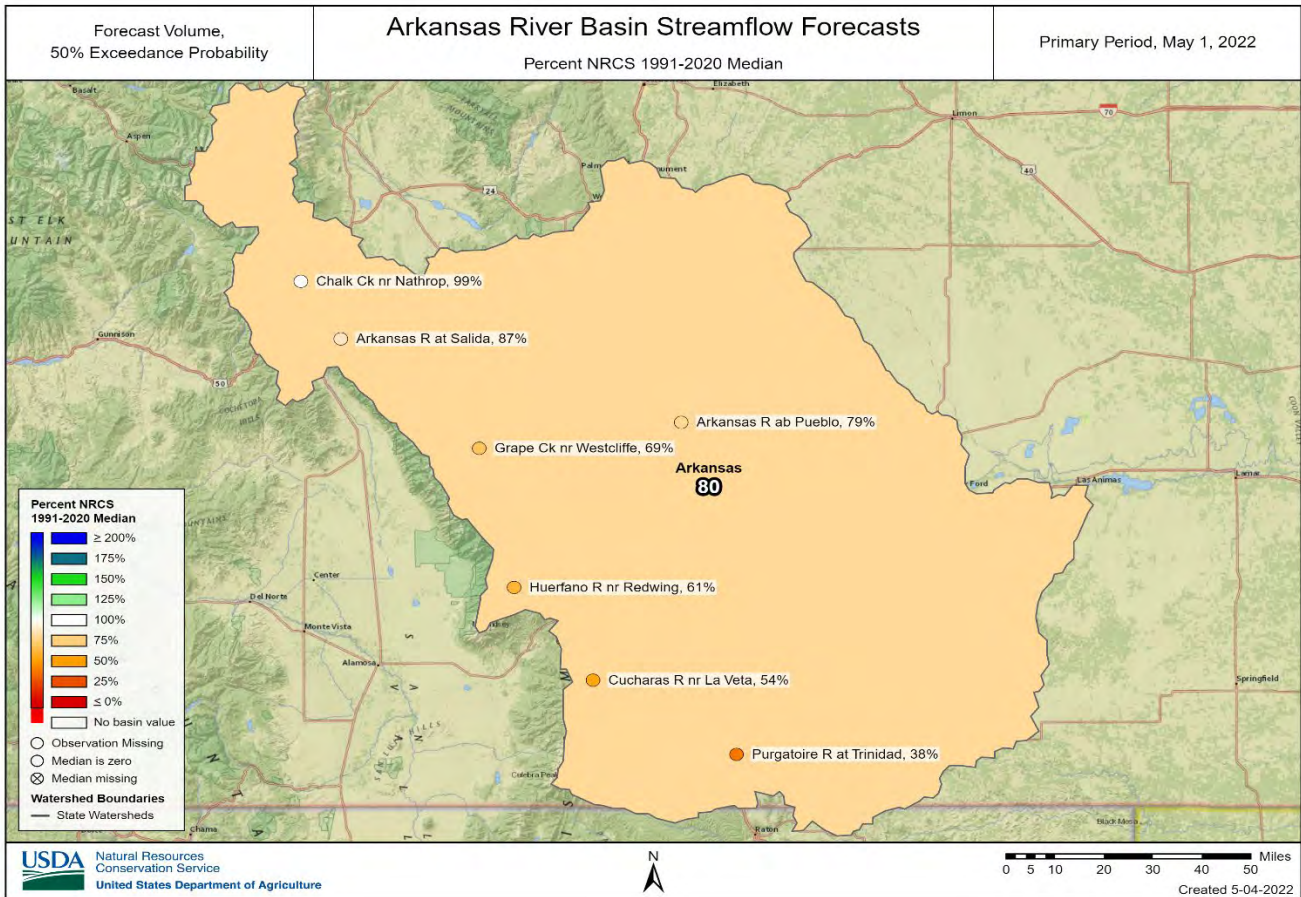 Forecast Volume,
50% Exceedance Probability
Arkansas River Basin Streamflow Forecasts
Percent NRCS 1991-2020 Median
Primary Period, May 1, 2022
Basalt
Aspen
Elizabeth
Limon
70
40
24
Gunnison
50
Chalk Ck nr Nathrop, 99%
Arkansas R at Salida, 87%
Arkansas R ab Pueblo, 79%
Grape Ck nr Westcliffe, 69%
Arkansas
80
Ford
Las Animas
Lamar
Huerfano R nr Redwing, 61%
Cucharas R nr La Veta, 54%
Purgatoire R at Trinidad, 38%
Center
Del Norte
Monte Vista
Alamosa
Springfield
Culebra Peak
Chama
Raton
Black Mesa
Percent NRCS
1991-2020 Median
≥ 200%
175%
150%
125%
100%
75%
50%
25%
≤ 0%
No basin value
Observation Missing
Median is zero
Median missing
Watershed Boundaries
State Watersheds
USDA
Natural Resources
Conservation Service
United States Department of Agriculture
N
0 5 10 20 30 40 50 Miles
Created 5-04-2022